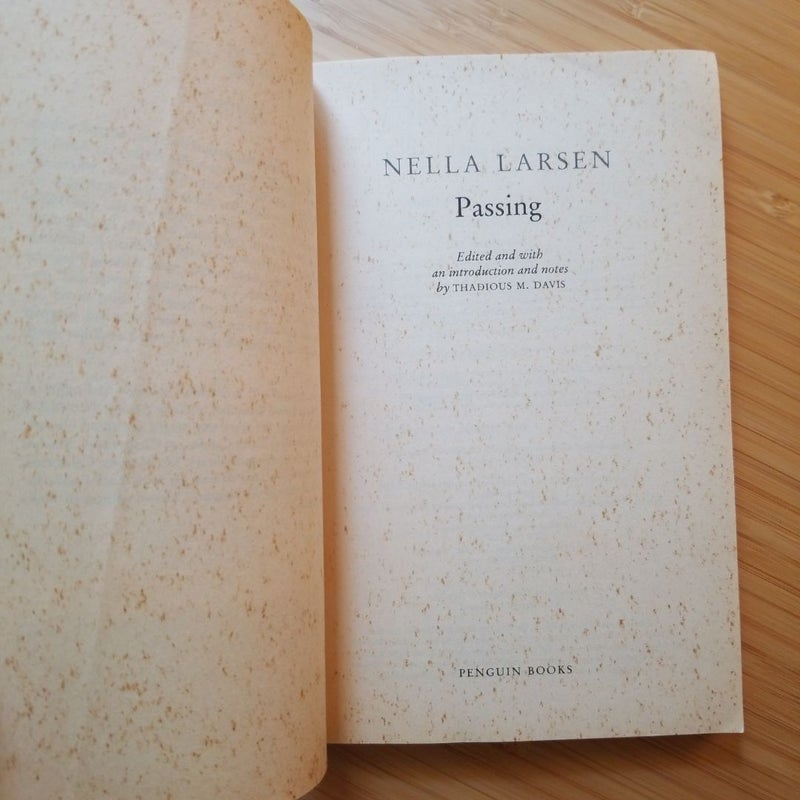 NELLA LARSEN
Passing
Edited and with
an introduction and notes
by THADIOUS M. DAVIS
PENGUIN BOOKS